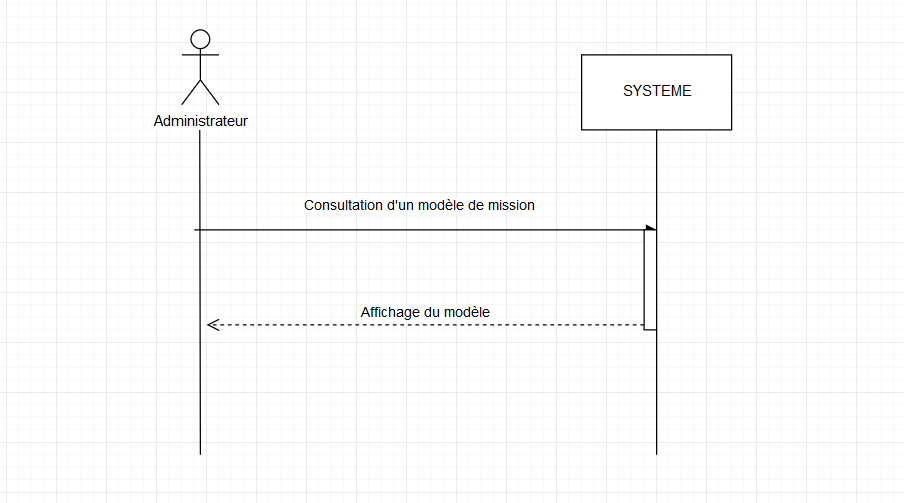 SYSTEME
Administrateur
Consultation d'un modèle de mission
Affichage du modèle